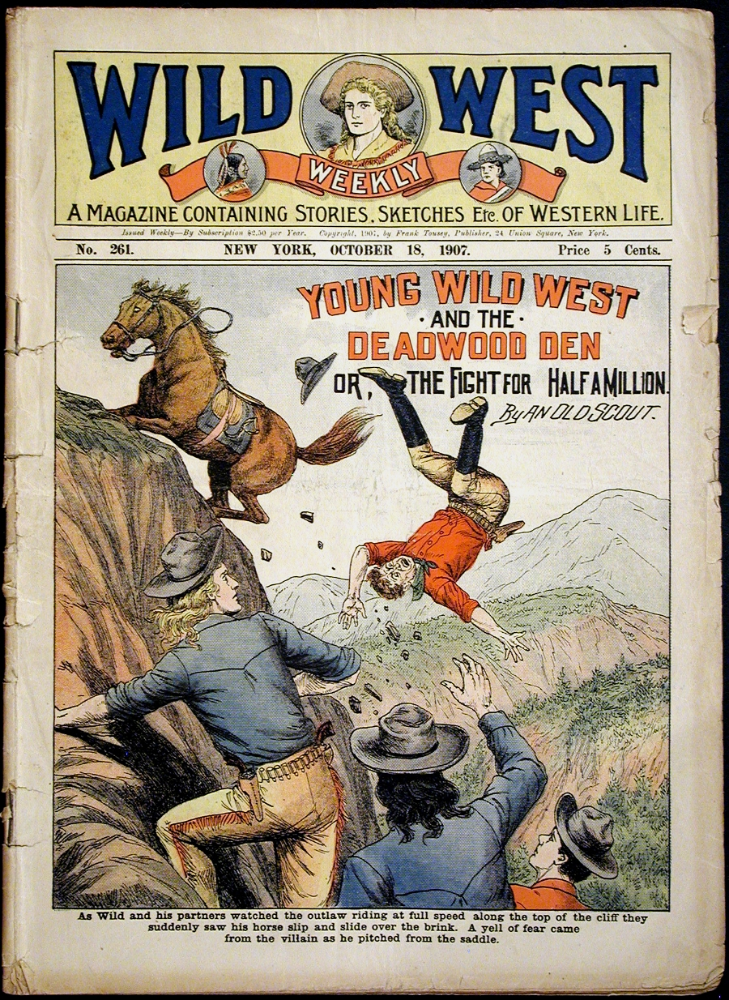 WILD WEST
WEEKLY
A MAGAZINE CONTAINING STORIES, SKETCHES Etc. OF WESTERN LIFE.
Issued Weekly—By Subscription $2.50 per Year. Copyright, 1907, by Frank Tousey, Publisher, 24 Union Square, New York.
No. 261. NEW YORK, OCTOBER 18, 1907. Price 5 Cents.
YOUNG WILD WEST
·AND THE·
DEADWOOD DEN
OR, THE FIGHT FOR HALF A MILLION.
By AN OLD SCOUT.
As Wild and his partners watched the outlaw riding at full speed along the top of the cliff they
suddenly saw his horse slip and slide over the brink. A yell of fear came
from the villain as he pitched from the saddle.